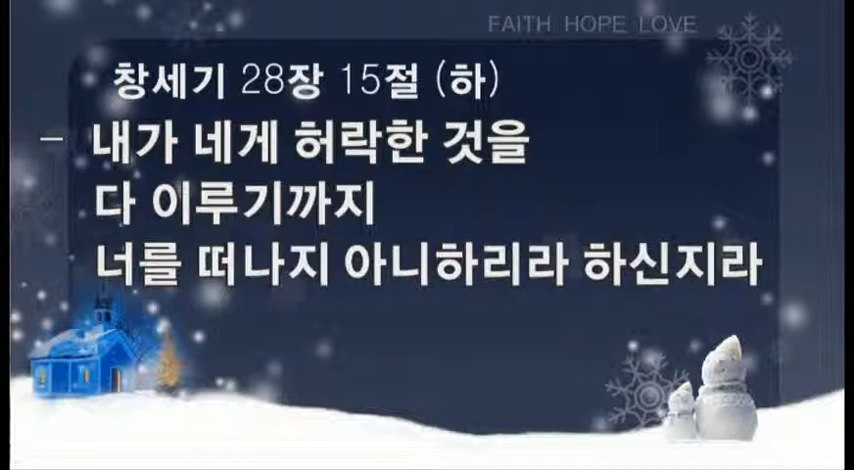 FAITH HOPE LOVE
창세기 28장 15절 (하)
- 내가 네게 허락한 것을
다 이루기까지
너를 떠나지 아니하리라 하신지라